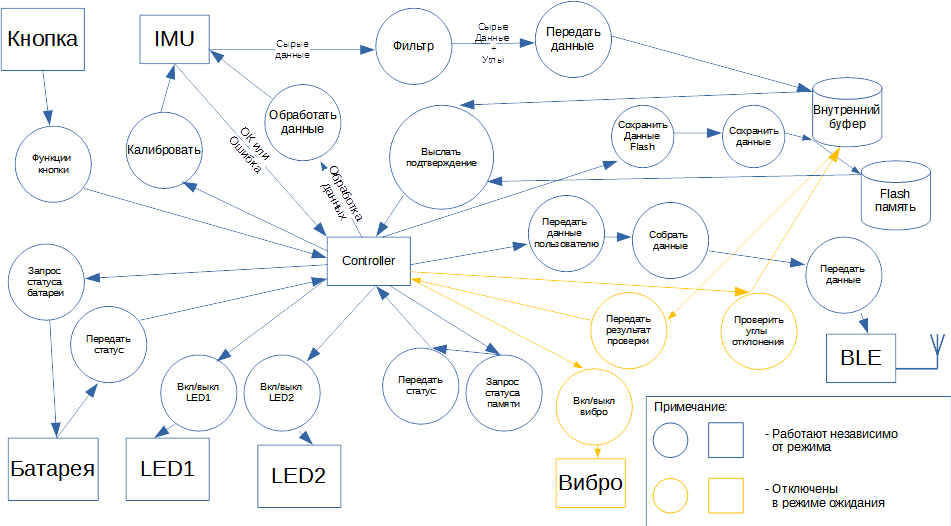 Кнопка
IMU
Сырые
данные
Фильтр
Сырые
Данные
+
Углы
Передать
данные
Внутренний
буфер
Функции
кнопки
Калибровать
ОК или
Ошибка
Обработать
данные
Обработка
данных
Выслать
подтверждение
Сохранить
Данные
Flash
Сохранить
данные
Flash
память
Controller
Передать
данные
пользователю
Собрать
данные
Передать
данные
Запрос
статуса
батареи
Передать
статус
Вкл/выкл
LED1
Вкл/выкл
LED2
Передать
статус
Запрос
статуса
памяти
Передать
результат
проверки
Проверить
углы
отклонения
BLE
Вкл/выкл
вибро
Батарея
LED1
LED2
Вибро
Примечание:
- Работают независимо
от режима
- Отключены
в режиме ожидания